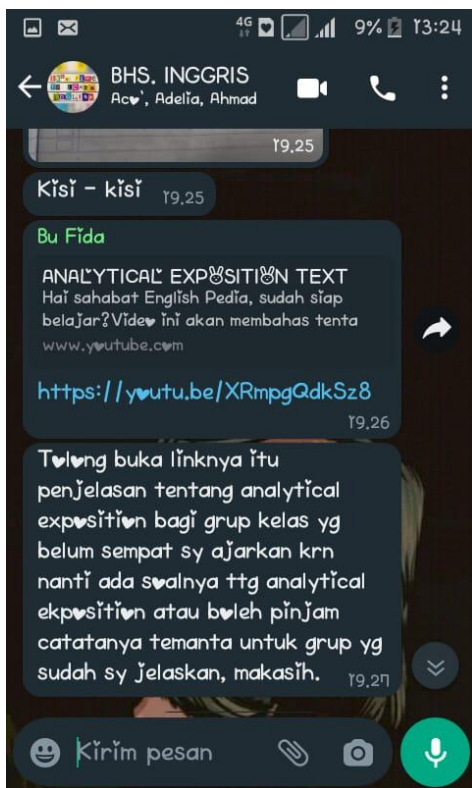 4G 9% 13:24
BHS. INGGRIS
Aco', Adelia, Ahmad
19.25
Kisi - kisi 19.25
Bu Fida
ANALYTICAL EXPOSITION TEXT
Hai sahabat English Pedia, sudah siap
belajar?Video ini akan membahas tenta
www.youtube.com
https://youtu.be/XRmpgQdkSz8
19.26
Tolong buka linknya itu
penjelasan tentang analytical
exposition bagi grup kelas yg
belum sempat sy ajarkan krn
nanti ada soalnya ttg analytical
ekposition atau boleh pinjam
catatanya temanta untuk grup yg
sudah sy jelaskan, makasih. 19.27
Kirim pesan